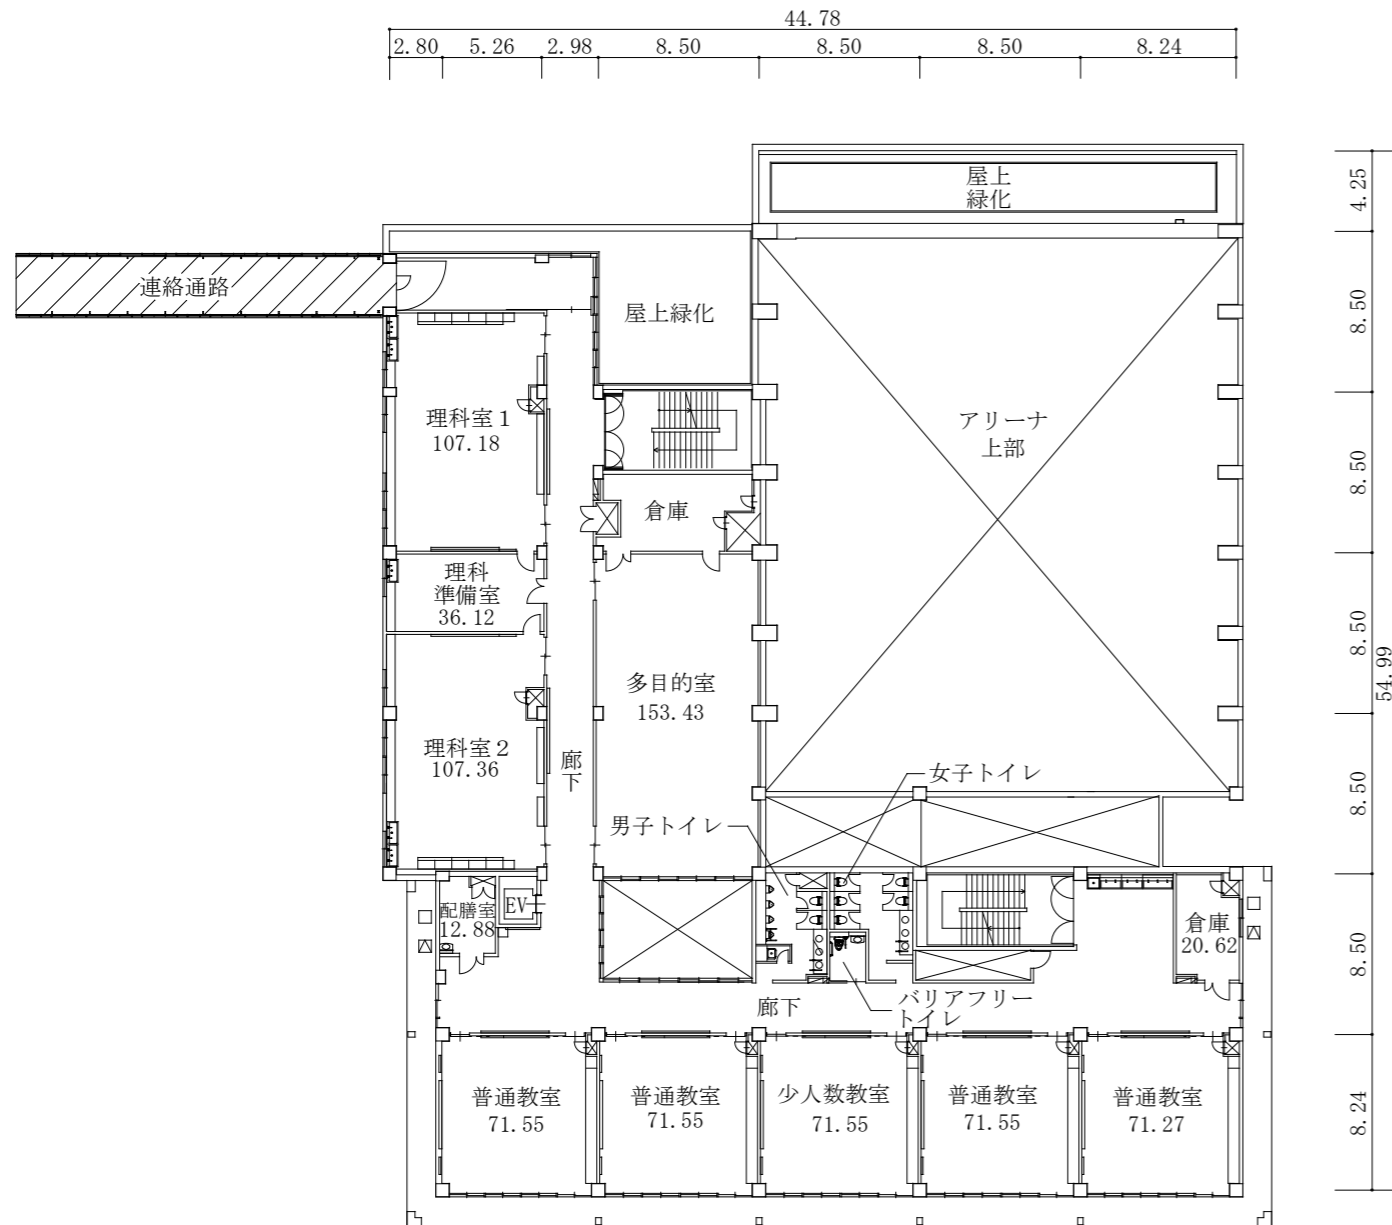 44.78
2.80 5.26 2.98 8.50 8.50 8.50 8.24
屋上
緑化
4.25
連絡通路
屋上緑化
8.50
理科室1
107.18
アリーナ
上部
8.50
倉庫
理科
準備室
36.12
8.50
54.99
多目的室
153.43
理科室2
107.36
廊下
女子トイレ
8.50
男子トイレ
配膳室
12.88
EV
倉庫
20.62
8.50
廊下
バリアフリー
トイレ
普通教室
71.55
普通教室
71.55
少人数教室
71.55
普通教室
71.55
普通教室
71.27
8.24